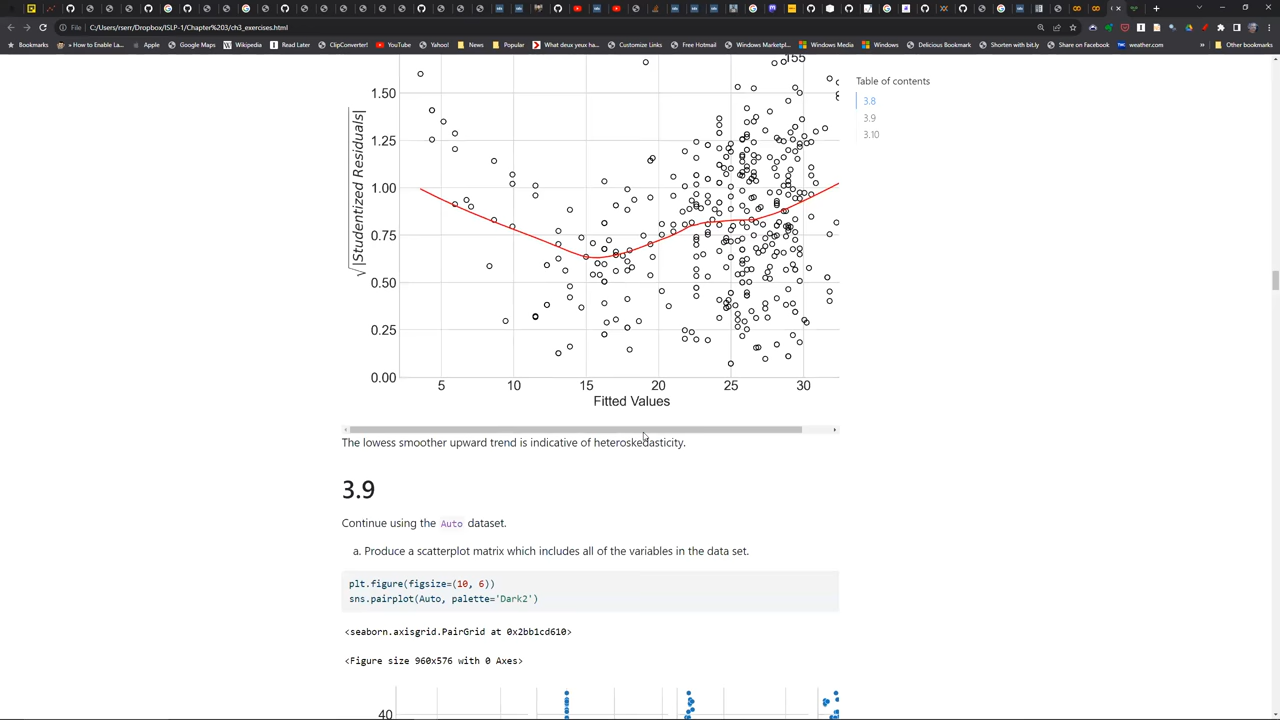 File
C:/Users/rserr/Dropbox/ISLP-1/Chapter%203/ch3_exercises.html
Bookmarks
How to Enable La...
Apple
Google Maps
Wikipedia
Read Later
ClipConverter!
YouTube
Yahoo!
News
Popular
What deux yeux ha...
Customize Links
Free Hotmail
Windows Marketpl...
Windows Media
Windows
Delicious Bookmark
Shorten with bit.ly
Share on Facebook
weather.com
»
Other bookmarks
155
1.50
1.25
1.00
0.75
0.50
0.25
0.00
√|Studentized Residuals|
5 10 15 20 25 30
Fitted Values
Table of contents
3.8
3.9
3.10
The lowess smoother upward trend is indicative of heteroskedasticity.
3.9
Continue using the Auto dataset.
a. Produce a scatterplot matrix which includes all of the variables in the data set.
plt.figure(figsize=(10, 6))
sns.pairplot(Auto, palette='Dark2')
<seaborn.axisgrid.PairGrid at 0x2bb1cd610>
<Figure size 960x576 with 0 Axes>
40